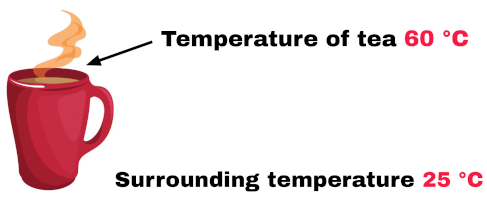 Temperature of tea 60 °C
Surrounding temperature 25 °C